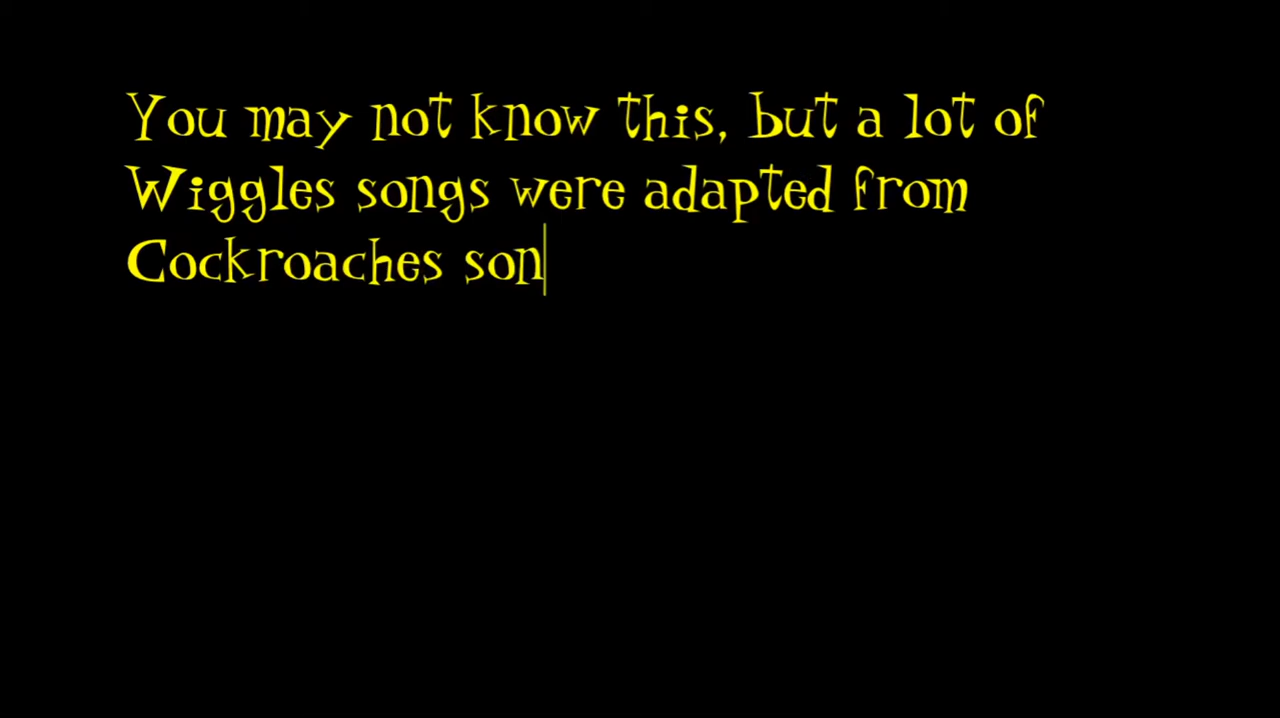 You may not know this, but a lot of
Wiggles songs were adapted from
Cockroaches son